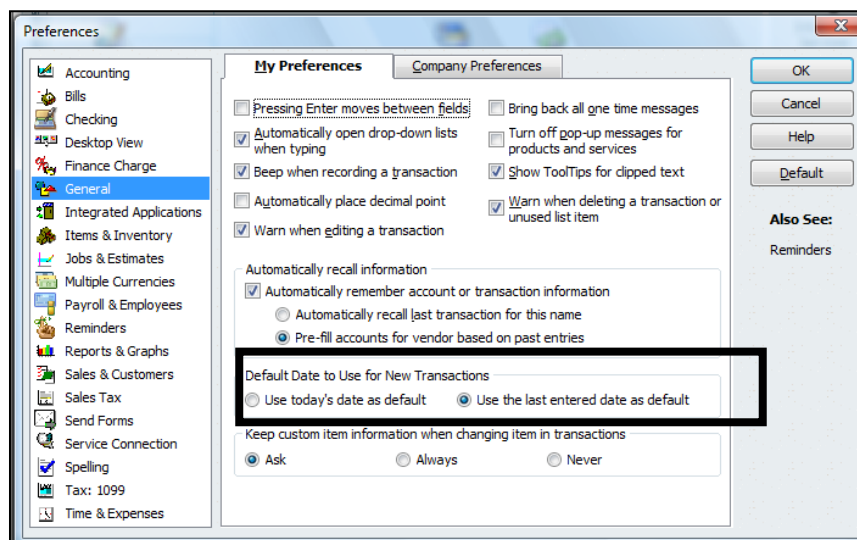 Preferences
Accounting
Bills
Checking
Desktop View
Finance Charge
General
Integrated Applications
Items & Inventory
Jobs & Estimates
Multiple Currencies
Payroll & Employees
Reminders
Reports & Graphs
Sales & Customers
Sales Tax
Send Forms
Service Connection
Spelling
Tax: 1099
Time & Expenses
My Preferences
Company Preferences
Pressing Enter moves between fields
Automatically open drop-down lists
when typing
Beep when recording a transaction
Automatically place decimal point
Warn when editing a transaction
Bring back all one time messages
Turn off pop-up messages for
products and services
Show ToolTips for clipped text
Warn when deleting a transaction or
unused list item
Automatically recall information
Automatically remember account or transaction information
Automatically recall last transaction for this name
Pre-fill accounts for vendor based on past entries
Default Date to Use for New Transactions
Use today's date as default
Use the last entered date as default
Keep custom item information when changing item in transactions
Ask
Always
Never
OK
Cancel
Help
Default
Also See:
Reminders